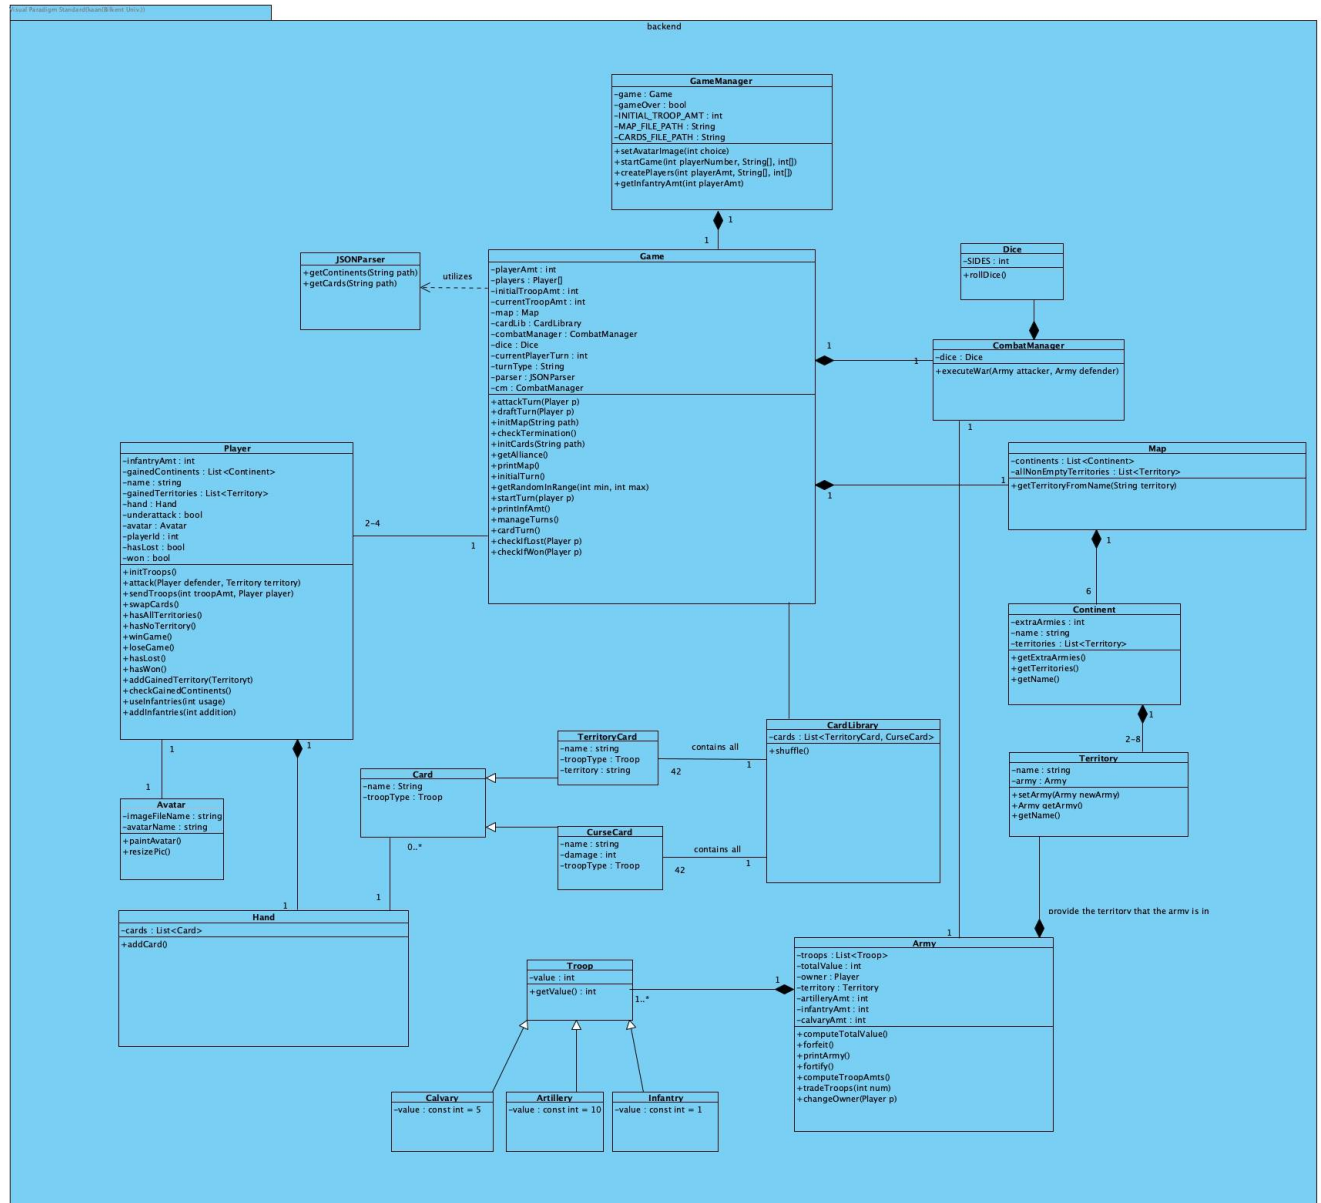 Visual Paradigm Standard(Ihsan(Bilkent Univ.))
backend
GameManager
-game : Game
-gameOver : bool
-INITIAL_TROOP_AMT : int
-MAP_FILE_PATH : String
-CARDS_FILE_PATH : String
+setAvatarImage(int choice)
+startGame(int playerNumber, String[], int[])
+createPlayers(int playerAmt, String[], int[])
+getInfantryAmt(int playerAmt)
1
1
JSONParser
+getContinents(String path)
+getCards(String path)
utilizes
Game
-playerAmt : int
-players : Player[]
-initialTroopAmt : int
-currentTroopAmt : int
-map : Map
-cardLib : CardLibrary
-combatManager : CombatManager
-dice : Dice
-currentPlayerTurn : int
-turnType : String
-parser : JSONParser
-cm : CombatManager
+attackTurn(Player p)
+draftTurn(Player p)
+initMap(String path)
+checkTermination()
+initCards(String path)
+getAlliance()
+printMap()
+initialTurn()
+getRandomInRange(int min, int max)
+startTurn(player p)
+printInfAmt()
+manageTurns()
+cardTurn()
+checkIfLost(Player p)
+checkIfWon(Player p)
Dice
-SIDES : int
+rollDice()
1
1
CombatManager
-dice : Dice
+executeWar(Army attacker, Army defender)
1
Map
-continents : List<Continent>
-allNonEmptyTerritories : List<Territory>
+getTerritoryFromName(String territory)
1
1
1
6
Player
-infantryAmt : int
-gainedContinents : List<Continent>
-name : string
-gainedTerritories : List<Territory>
-hand : Hand
-underattack : bool
-avatar : Avatar
-playerId : int
-hasLost : bool
-won : bool
+initTroops()
+attack(Player defender, Territory territory)
+sendTroops(int troopAmt, Player player)
+swapCards()
+hasAllTerritories()
+hasNoTerritory()
+winGame()
+loseGame()
+hasLost()
+hasWon()
+addGainedTerritory(Territoryt)
+checkGainedContinents()
+useInfantries(int usage)
+addInfantries(int addition)
2-4
1
Continent
-extraArmies : int
-name : string
-territories : List<Territory>
+getExtraArmies()
+getTerritories()
+getName()
1
2-8
Territory
-name : string
-army : Army
+setArmy(Army newArmy)
+Army getArmy()
+getName()
1
1
1
1
Avatar
-imageFileName : string
-avatarName : string
+paintAvatar()
+resizePic()
Card
-name : String
-troopType : Troop
0..*
1
TerritoryCard
-name : string
-troopType : Troop
-territory : string
contains all
42
1
CardLibrary
-cards : List<TerritoryCard, CurseCard>
+shuffle()
CurseCard
-name : string
-damage : int
-troopType : Troop
contains all
42
1
Hand
-cards : List<Card>
+addCard()
provide the territory that the army is in
1
Army
-troops : List<Troop>
-totalValue : int
-owner : Player
-territory : Territory
-artilleryAmt : int
-infantryAmt : int
-calvaryAmt : int
+computeTotalValue()
+forfeit()
+printArmy()
+fortify()
+computeTroopAmts()
+tradeTroops(int num)
+changeOwner(Player p)
Troop
-value : int
+getValue() : int
1
1..*
Calvary
-value : const int = 5
Artillery
-value : const int = 10
Infantry
-value : const int = 1